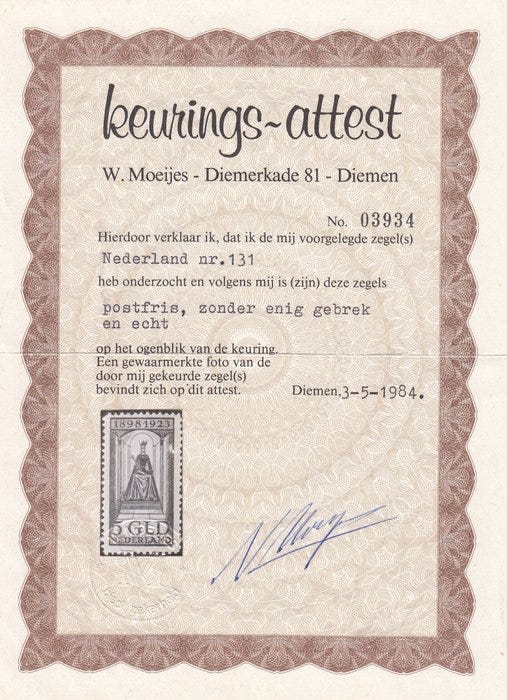 keurings~attest
W. Moeijes - Diemerkade 81 - Diemen
No. 03934
Hierdoor verklaar ik, dat ik de mij voorgelegde zegel(s)
Nederland nr.131
heb onderzocht en volgens mij is (zijn) deze zegels
postfris, zonder enig gebrek
en echt
op het ogenblik van de keuring.
Een gewaarmerkte foto van de
door mij gekeurde zegel(s)
bevindt zich op dit attest.
Diemen, 3-5-1984.
1898 1923
5 GLD
NEDERLAND